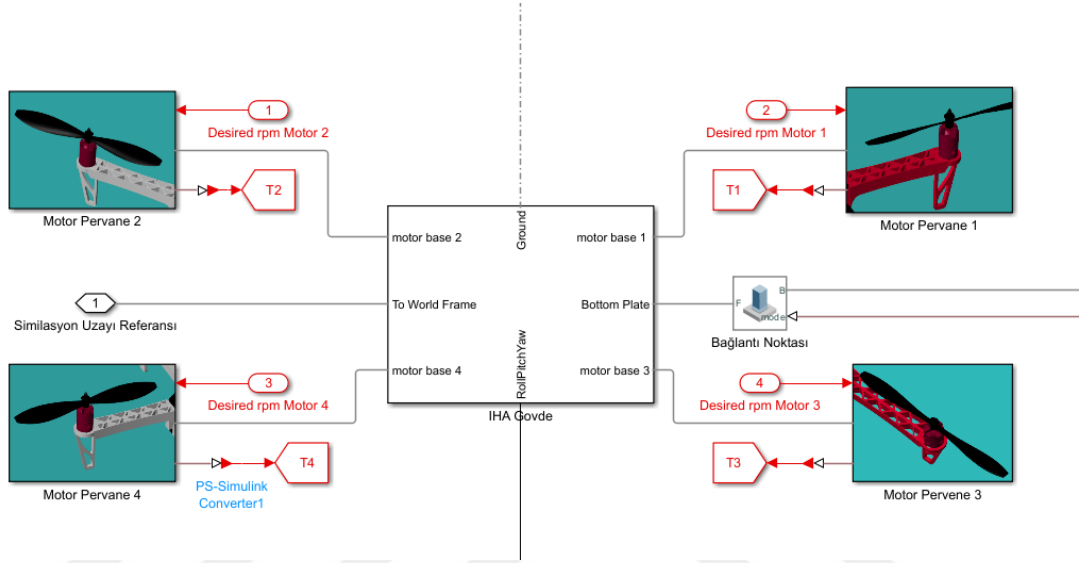 1
Desired rpm Motor 2
2
Desired rpm Motor 1
T2
T1
Motor Pervane 2
Motor Pervane 1
motor base 2
Ground
motor base 1
1
To World Frame
Bottom Plate
F
B
mode
Similasyon Uzayı Referansı
Bağlantı Noktası
motor base 4
RollPitchYaw
motor base 3
3
Desired rpm Motor 4
4
Desired rpm Motor 3
IHA Govde
T4
T3
PS-Simulink
Converter1
Motor Pervane 4
Motor Pervene 3